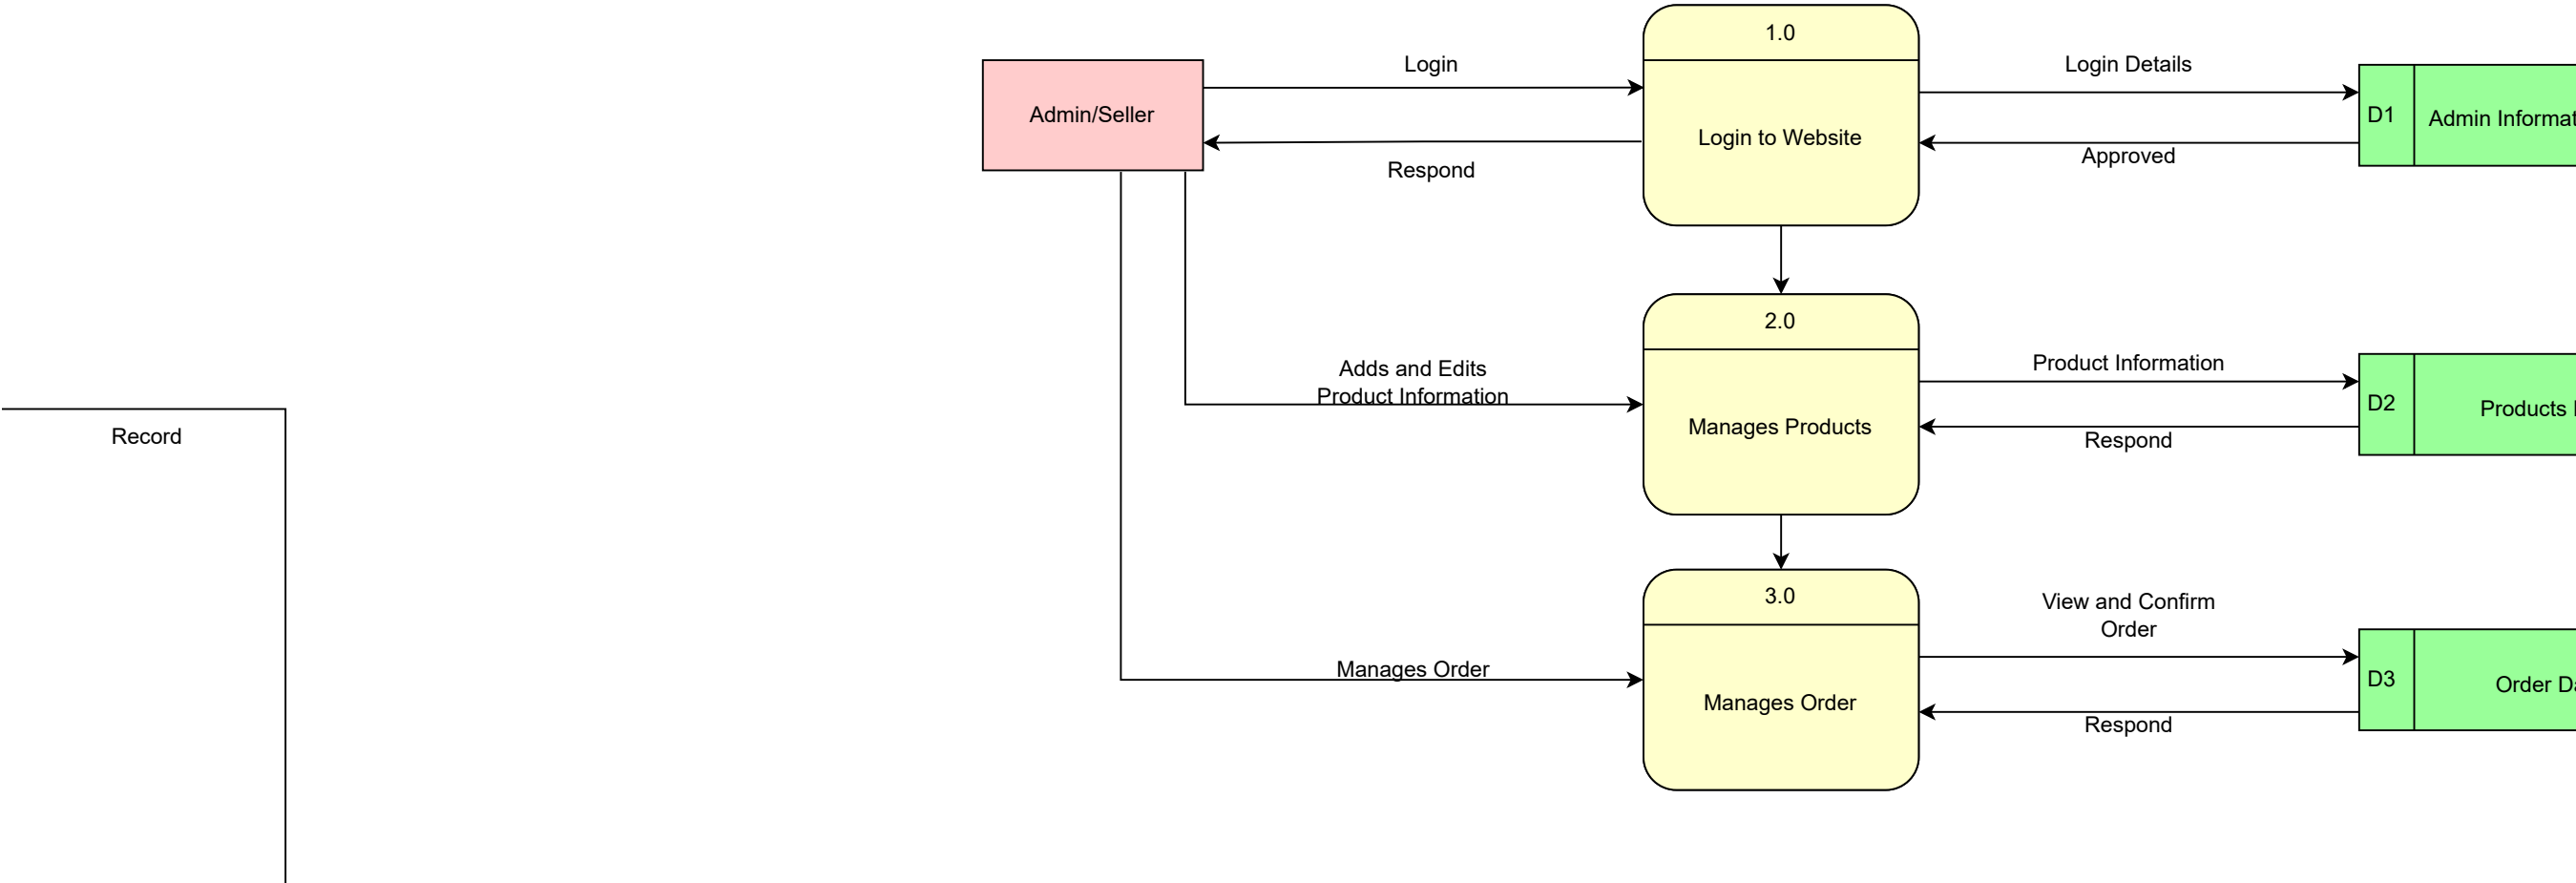 1.0
Login
Login Details
Admin/Seller
Login to Website
D1
Admin
Respond
Approved
2.0
Adds and Edits
Product Information
Product Information
Manages Products
D2
Products
Respond
Record
3.0
View and Confirm
Order
Manages Order
Manages Order
D3
Order
Respond